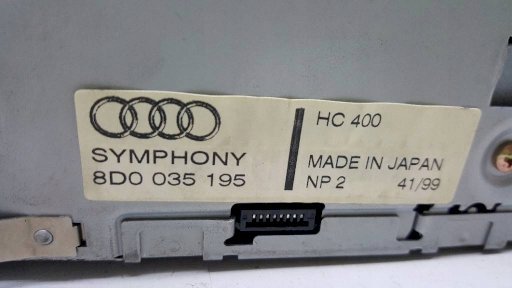 SYMPHONY
8D0 035 195
HC 400
MADE IN JAPAN
NP 2 41/99